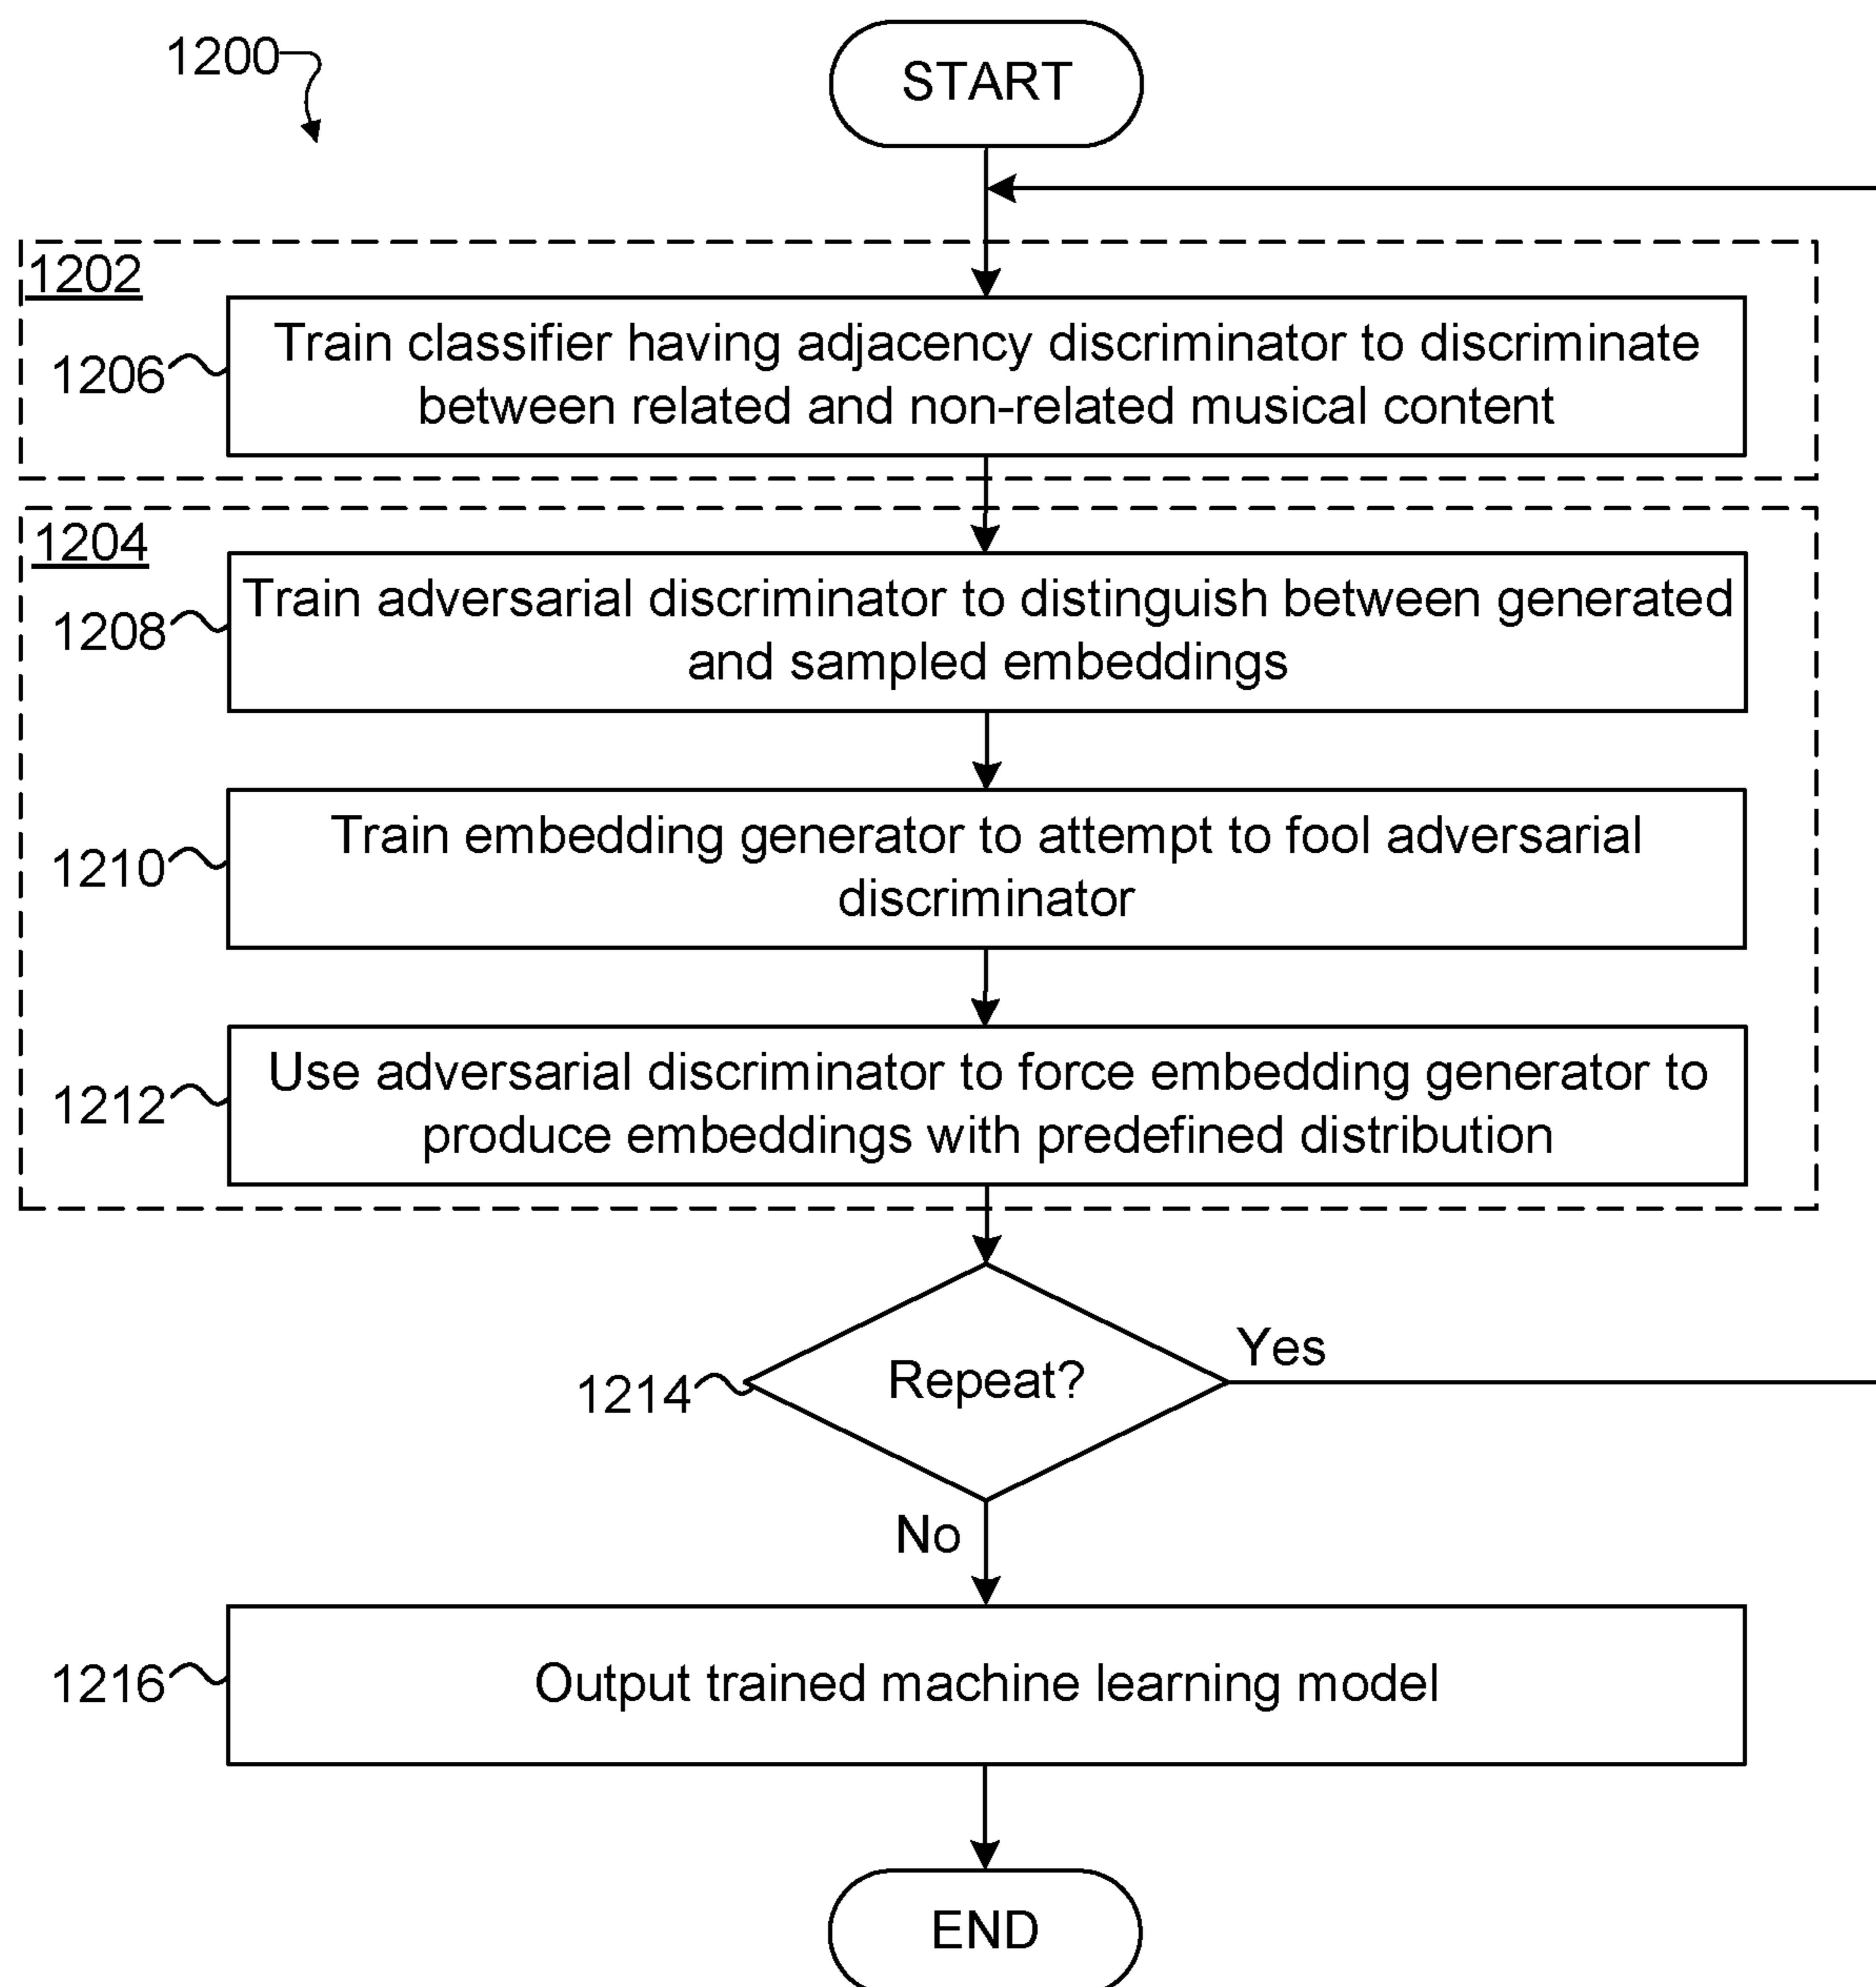 1200
START
1202
1206
Train classifier having adjacency discriminator to discriminate
between related and non-related musical content
1204
1208
Train adversarial discriminator to distinguish between generated
and sampled embeddings
1210
Train embedding generator to attempt to fool adversarial
discriminator
1212
Use adversarial discriminator to force embedding generator to
produce embeddings with predefined distribution
1214
Repeat?
Yes
No
1216
Output trained machine learning model
END